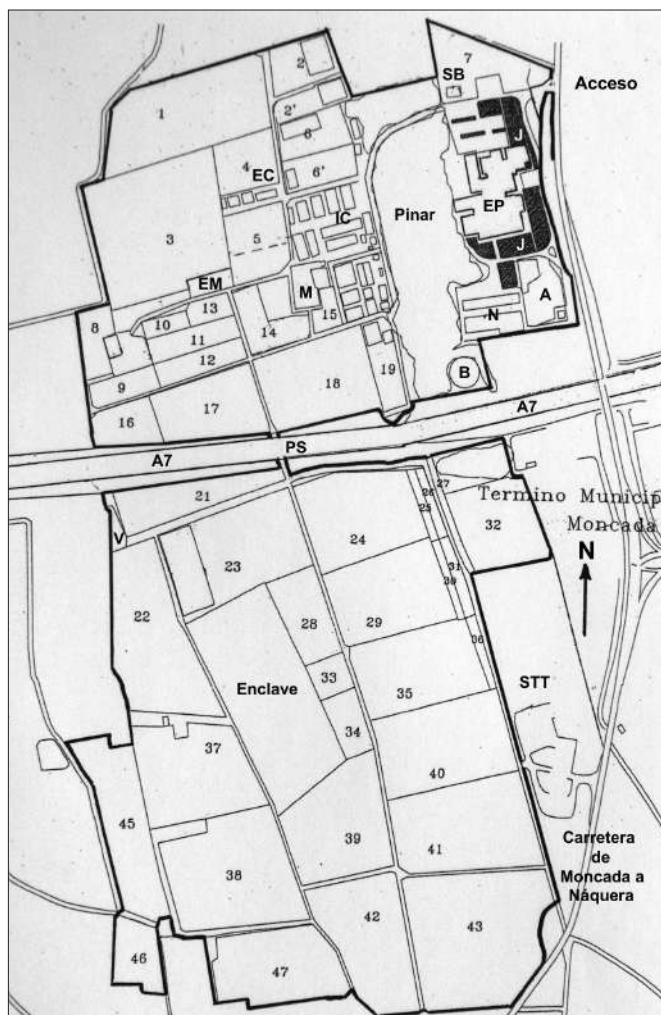 7
2
SB
Acceso
1
2'
6
J
4
EC
6'
IC
Pinar
EP
3
5
J
EM
M
A
8
13
10
15
N
14
11
12
B
9
18
19
17
16
A7
PS
A7
27
21
26
Termino Municip
25
Moncada
32
V
24
N
23
31
30
22
28
29
36
33
STT
Enclave
35
34
37
40
45
39
Carretera
de
Moncada a
Náquera
41
38
42
43
46
47